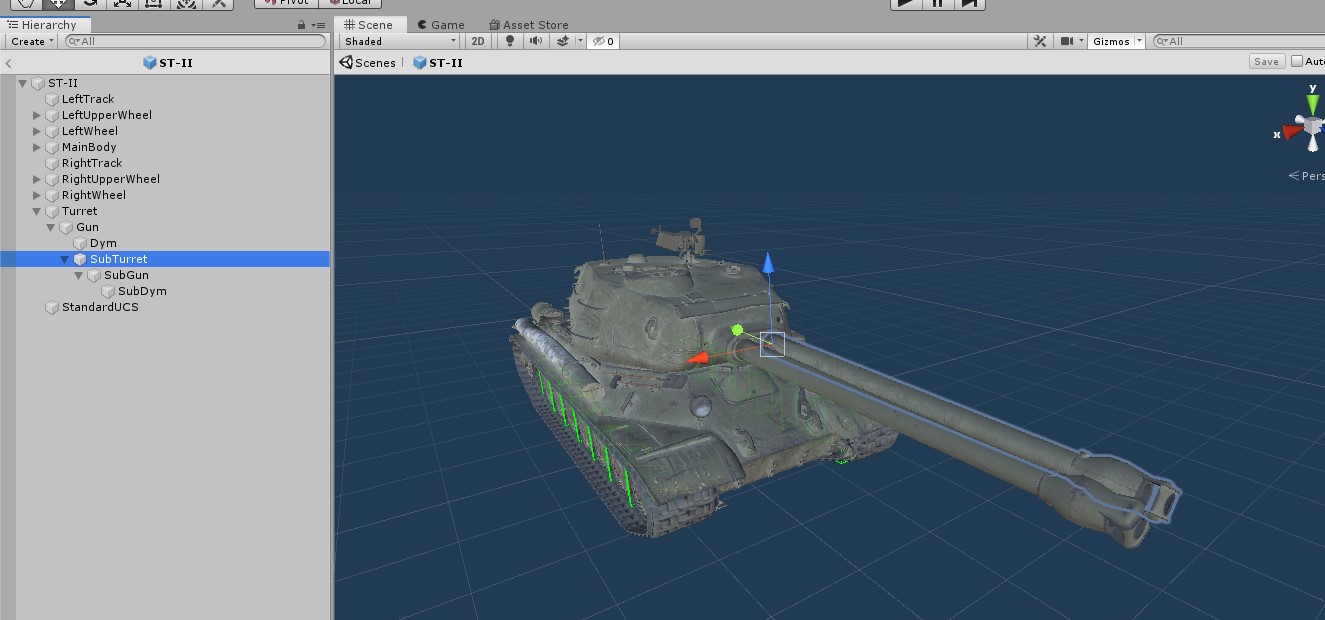 Pivot Local
Hierarchy
Scene Game Asset Store
Create All
Shaded 2D 0 Gizmos All
ST-II
Scenes ST-II Save Auto
ST-II
LeftTrack
LeftUpperWheel
LeftWheel
MainBody
RightTrack
RightUpperWheel
RightWheel
Turret
Gun
Dym
SubTurret
SubGun
SubDym
StandardUCS
y
x
Pers